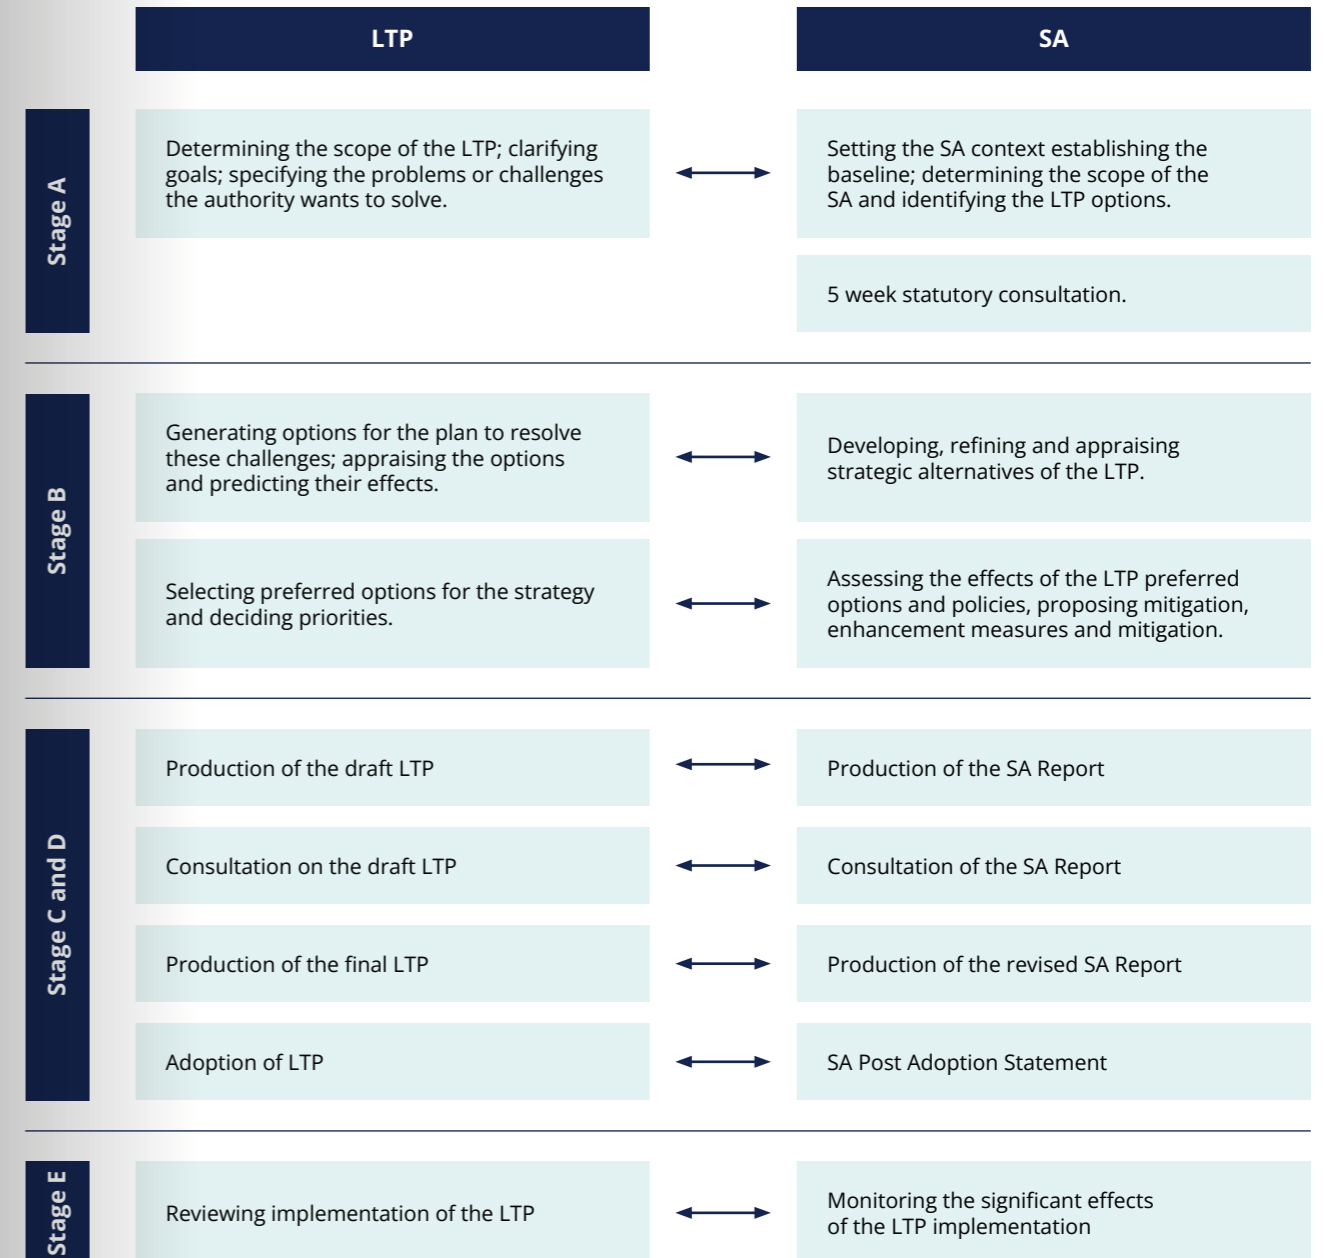 LTP
SA
Stage A
Determining the scope of the LTP; clarifying
goals; specifying the problems or challenges
the authority wants to solve.
Setting the SA context establishing the
baseline; determining the scope of the
SA and identifying the LTP options.
5 week statutory consultation.
Stage B
Generating options for the plan to resolve
these challenges; appraising the options
and predicting their effects.
Developing, refining and appraising
strategic alternatives of the LTP.
Selecting preferred options for the strategy
and deciding priorities.
Assessing the effects of the LTP preferred
options and policies, proposing mitigation,
enhancement measures and mitigation.
Stage C and D
Production of the draft LTP
Production of the SA Report
Consultation on the draft LTP
Consultation of the SA Report
Production of the final LTP
Production of the revised SA Report
Adoption of LTP
SA Post Adoption Statement
Stage E
Reviewing implementation of the LTP
Monitoring the significant effects
of the LTP implementation